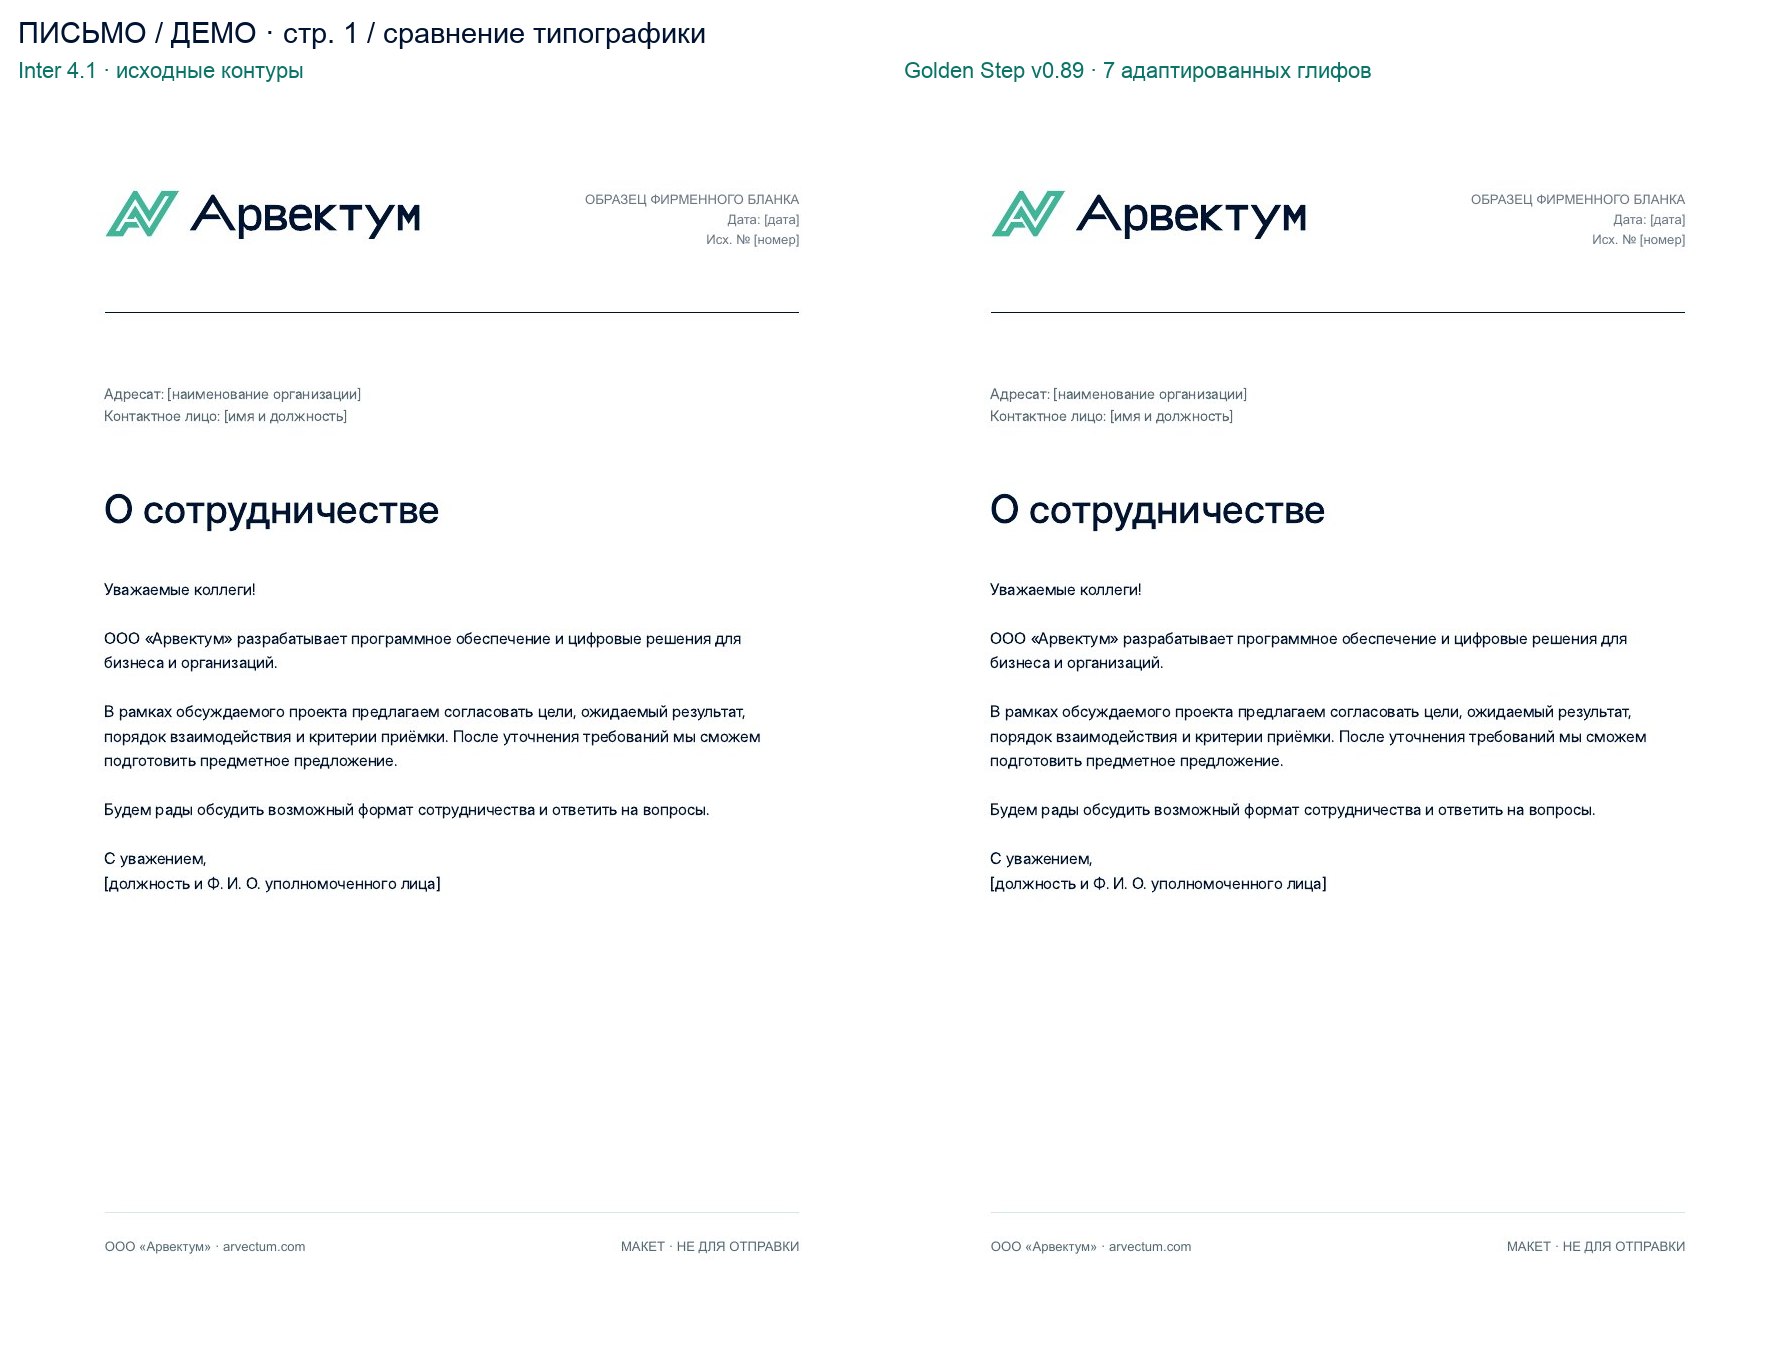 ПИСЬМО / ДЕМО · стр. 1 / сравнение типографики
Inter 4.1 · исходные контуры
Арвектум
ОБРАЗЕЦ ФИРМЕННОГО БЛАНКА
Дата: [дата]
Исх. № [номер]
Адресат: [наименование организации]
Контактное лицо: [имя и должность]
О сотрудничестве
Уважаемые коллеги!
ООО «Арвектум» разрабатывает программное обеспечение и цифровые решения для
бизнеса и организаций.
В рамках обсуждаемого проекта предлагаем согласовать цели, ожидаемый результат,
порядок взаимодействия и критерии приёмки. После уточнения требований мы сможем
подготовить предметное предложение.
Будем рады обсудить возможный формат сотрудничества и ответить на вопросы.
С уважением,
[должность и Ф. И. О. уполномоченного лица]
ООО «Арвектум» · arvectum.com
МАКЕТ · НЕ ДЛЯ ОТПРАВКИ
Golden Step v0.89 · 7 адаптированных глифов
Арвектум
ОБРАЗЕЦ ФИРМЕННОГО БЛАНКА
Дата: [дата]
Исх. № [номер]
Адресат: [наименование организации]
Контактное лицо: [имя и должность]
О сотрудничестве
Уважаемые коллеги!
ООО «Арвектум» разрабатывает программное обеспечение и цифровые решения для
бизнеса и организаций.
В рамках обсуждаемого проекта предлагаем согласовать цели, ожидаемый результат,
порядок взаимодействия и критерии приёмки. После уточнения требований мы сможем
подготовить предметное предложение.
Будем рады обсудить возможный формат сотрудничества и ответить на вопросы.
С уважением,
[должность и Ф. И. О. уполномоченного лица]
ООО «Арвектум» · arvectum.com
МАКЕТ · НЕ ДЛЯ ОТПРАВКИ